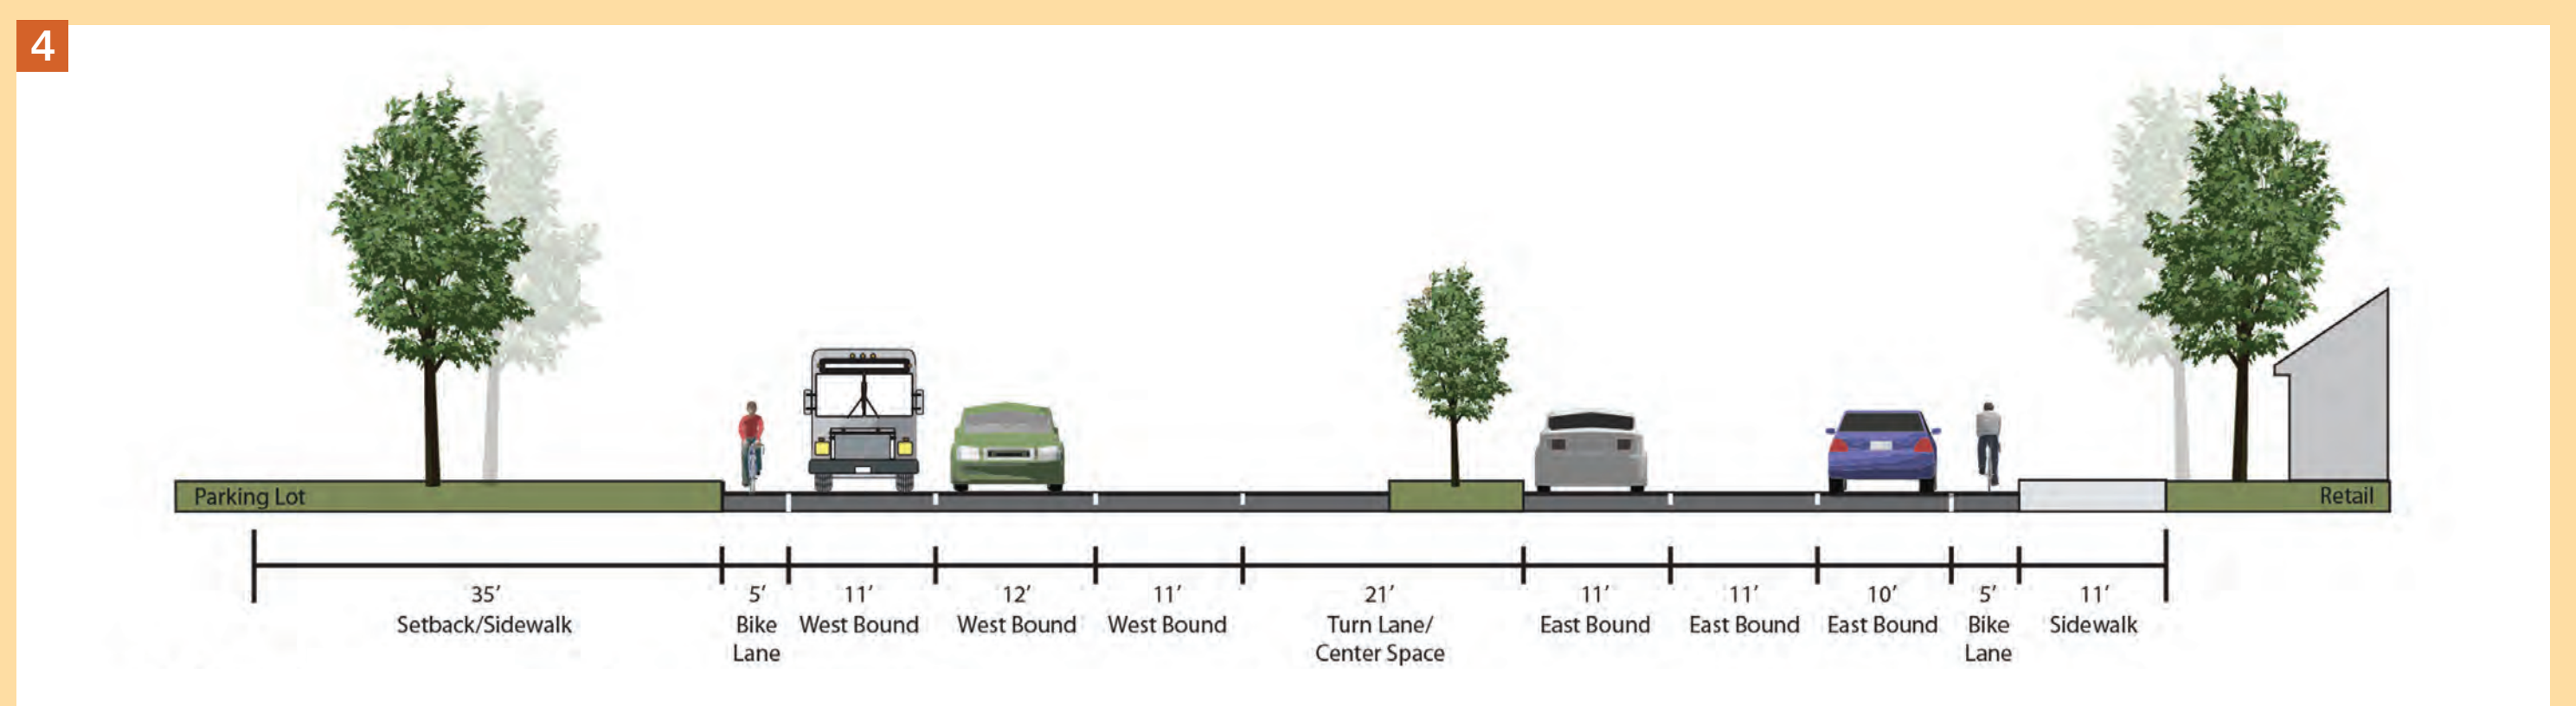 4
Parking Lot
Retail
35' 5' 11' 12' 11' 21' 11' 11' 10' 5' 11'
Setback/Sidewalk Bike West Bound West Bound West Bound Turn Lane/ East Bound East Bound East Bound Bike Sidewalk
Lane Center Space Lane